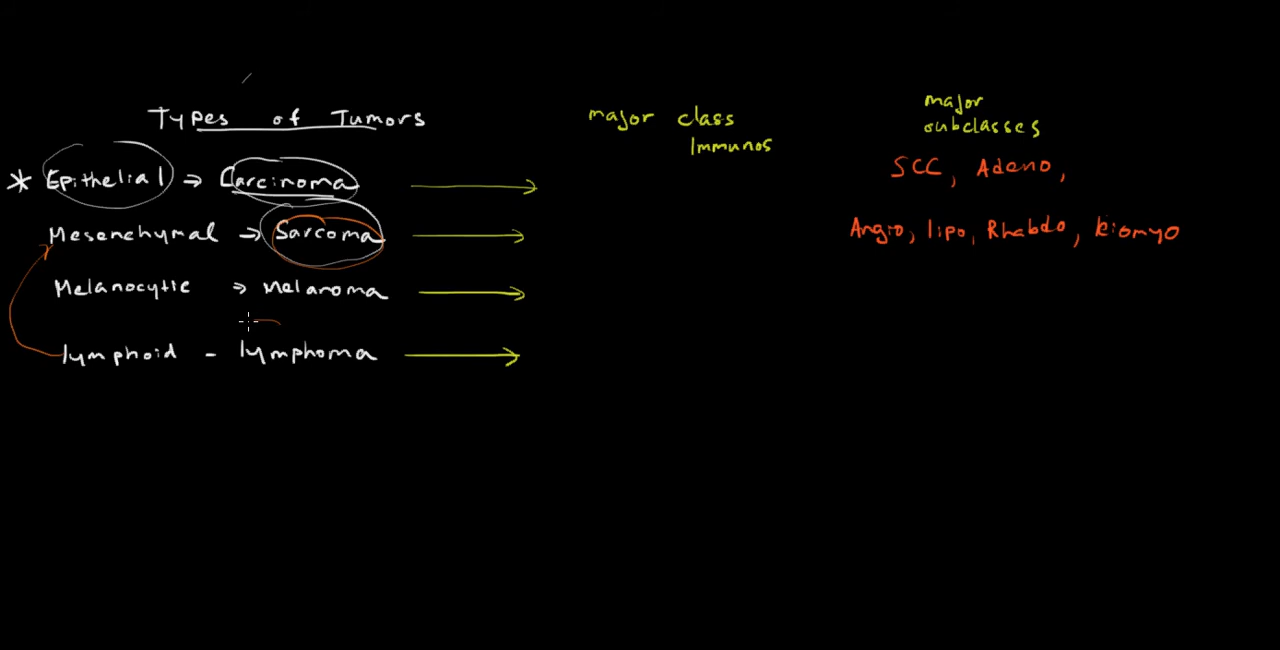 Types of Tumors
major class
Immunos
major
subclasses
* Epithelial → Carcinoma
SCC, Adeno,
Mesenchymal → Sarcoma
Angio, lipo, Rhabdo, Leiomyo
Melanocytic → Melanoma
lymphoid - lymphoma